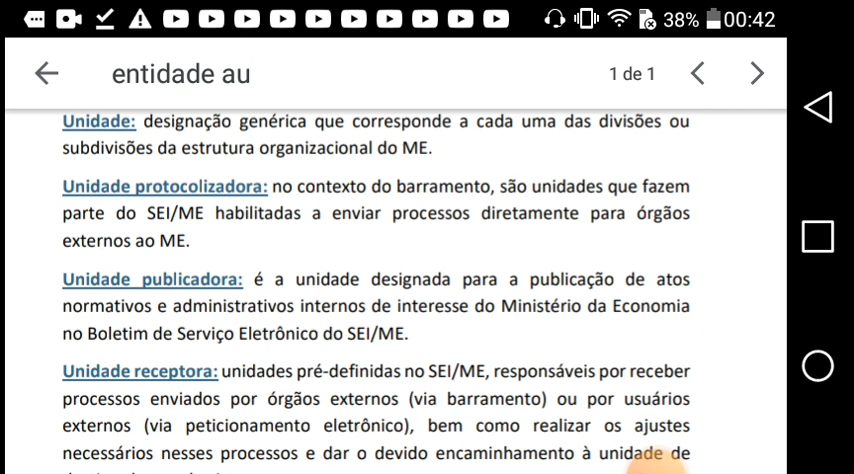 38% 00:42
entidade au 1 de 1
Unidade: designação genérica que corresponde a cada uma das divisões ou
subdivisões da estrutura organizacional do ME.
Unidade protocolizadora: no contexto do barramento, são unidades que fazem
parte do SEI/ME habilitadas a enviar processos diretamente para órgãos
externos ao ME.
Unidade publicadora: é a unidade designada para a publicação de atos
normativos e administrativos internos de interesse do Ministério da Economia
no Boletim de Serviço Eletrônico do SEI/ME.
Unidade receptora: unidades pré-definidas no SEI/ME, responsáveis por receber
processos enviados por órgãos externos (via barramento) ou por usuários
externos (via peticionamento eletrônico), bem como realizar os ajustes
necessários nesses processos e dar o devido encaminhamento à unidade de